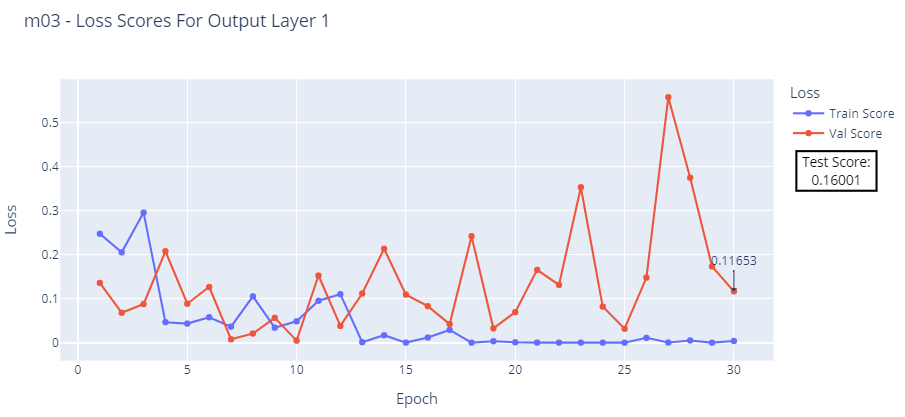 m03 - Loss Scores For Output Layer 1
Loss
Train Score
Val Score
Test Score:
0.16001
0.11653
0.5
0.4
0.3
0.2
0.1
0
Loss
0 5 10 15 20 25 30
Epoch